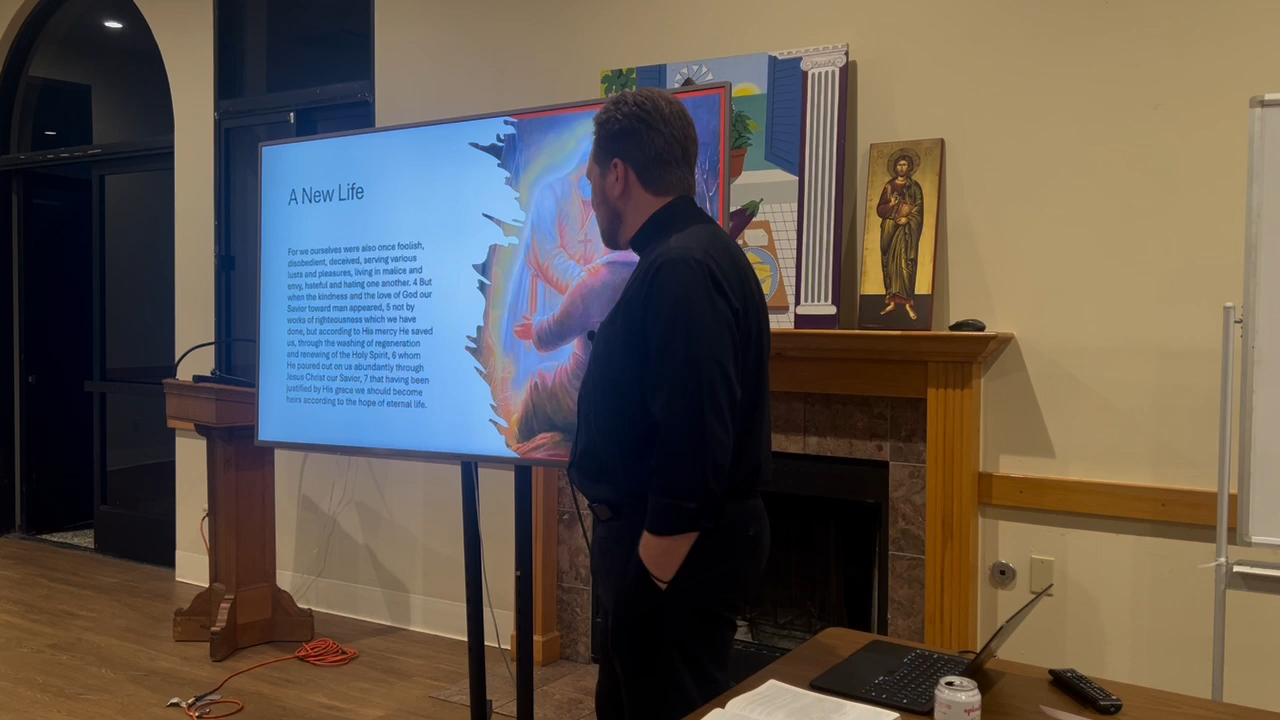 A New Life
For we ourselves were also once foolish,
disobedient, deceived, serving various
lusts and pleasures, living in malice and
envy, hateful and hating one another. 4 But
when the kindness and the love of God our
Savior toward man appeared, 5 not by
works of righteousness which we have
done, but according to His mercy He saved
us, through the washing of regeneration
and renewing of the Holy Spirit, 6 whom
He poured out on us abundantly through
Jesus Christ our Savior, 7 that having been
justified by His grace we should become
heirs according to the hope of eternal life.